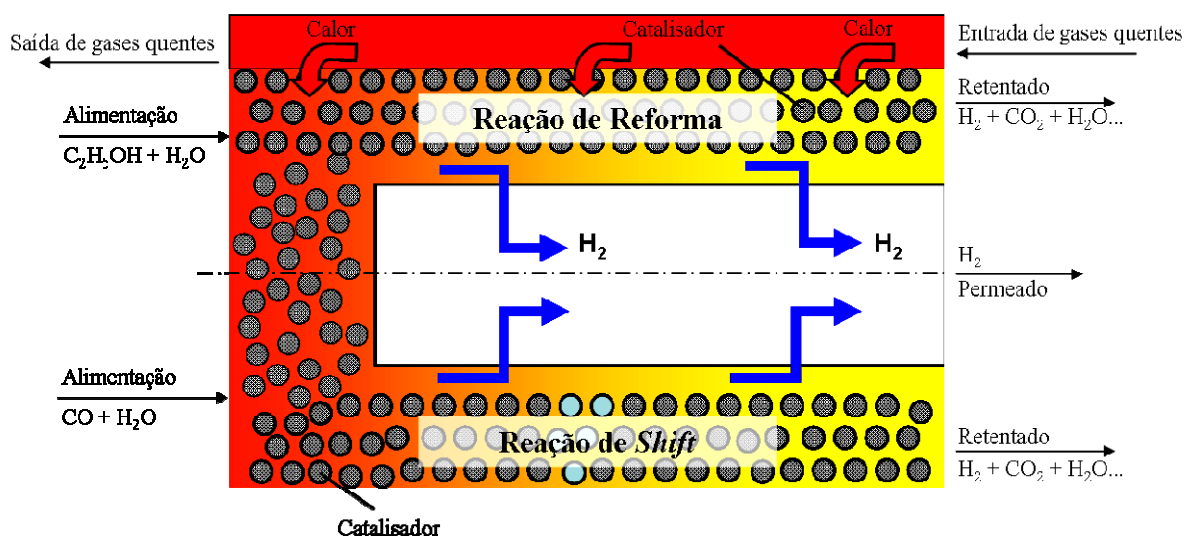 Calor
Catalisador
Calor
Saída de gases quentes
Entrada de gases quentes
Alimentação
C₂H₅OH + H₂O
Reação de Reforma
Retentado
H₂ + CO₂ + H₂O...
H₂
H₂
H₂
Permeado
Alimentação
CO + H₂O
Reação de Shift
Retentado
H₂ + CO₂ + H₂O...
Catalisador